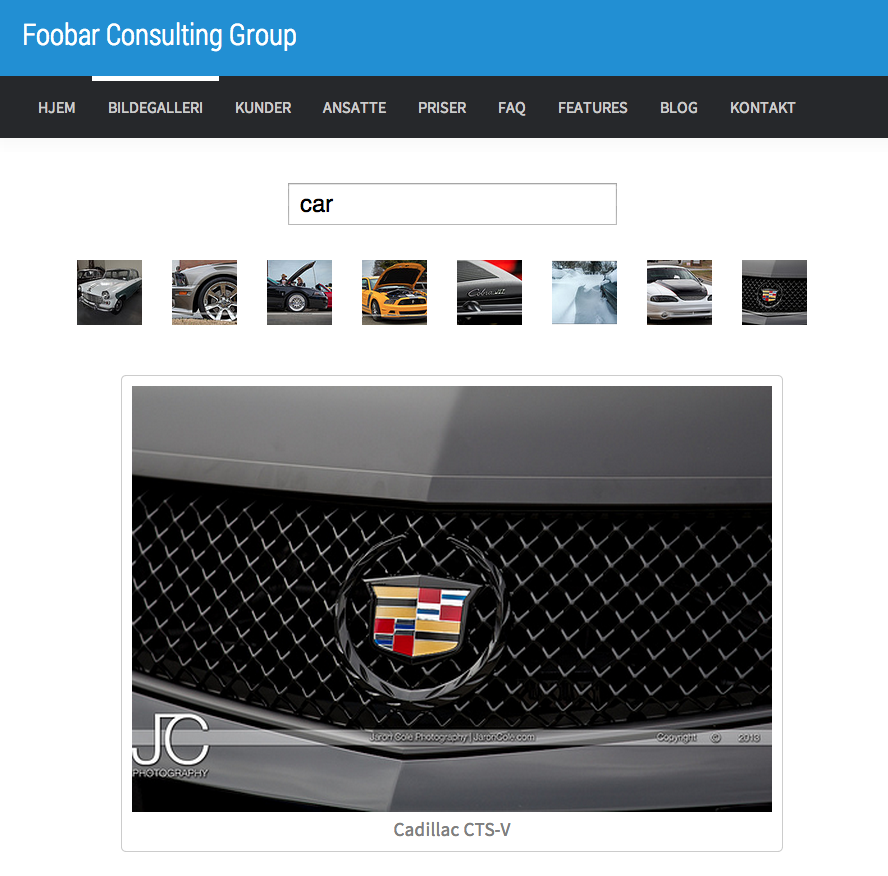 Foobar Consulting Group
HJEM BILDEGALLERI KUNDER ANSATTE PRISER FAQ FEATURES BLOG KONTAKT
car
Cobra
JC
PHOTOGRAPHY
Jaron Cole Photography | JaronCole.com Copyright © 2013
Cadillac CTS-V